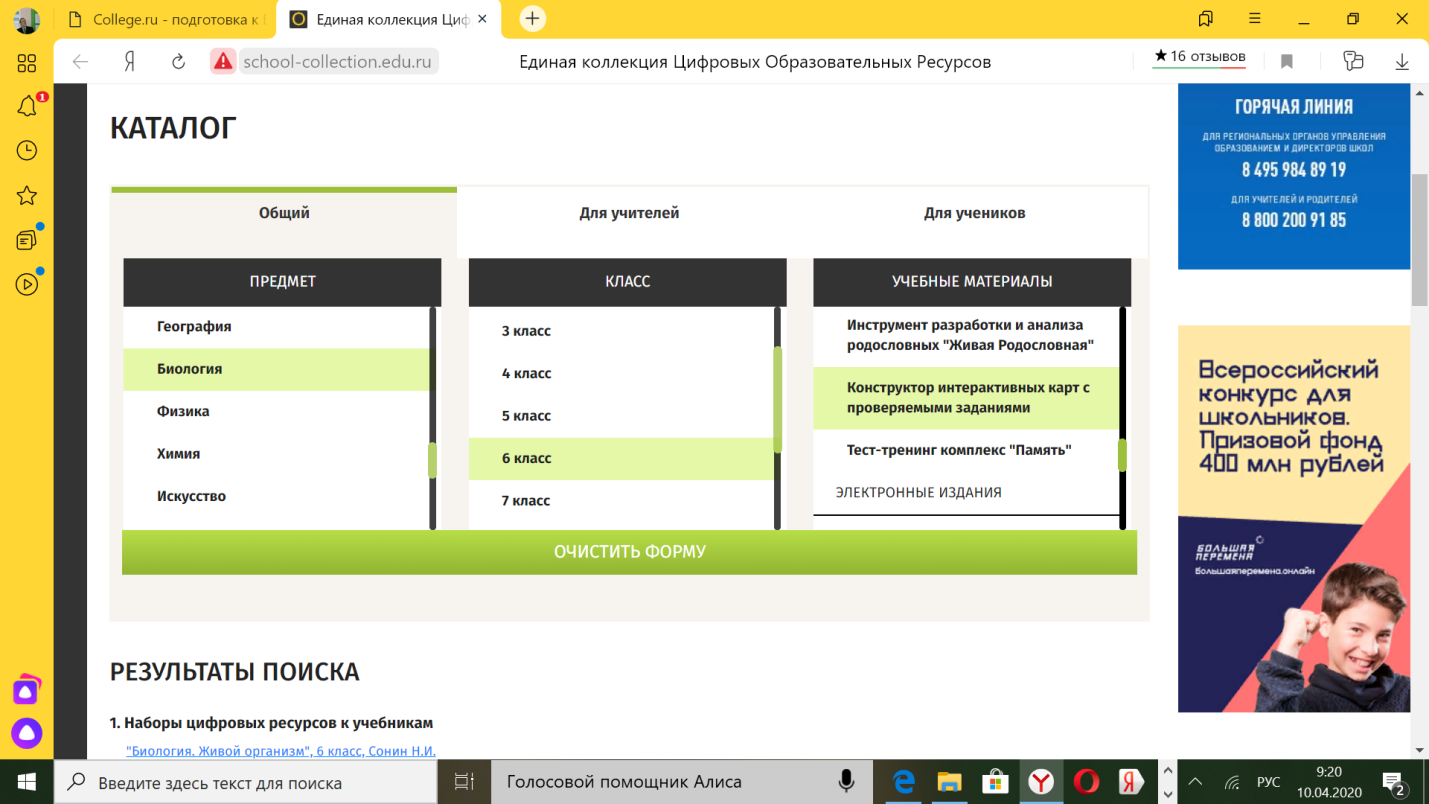 College.ru - подготовка к Е
Единая коллекция Циф
school-collection.edu.ru
Единая коллекция Цифровых Образовательных Ресурсов
★16 отзывов
1
КАТАЛОГ
Общий
Для учителей
Для учеников
ПРЕДМЕТ
КЛАСС
УЧЕБНЫЕ МАТЕРИАЛЫ
География
Биология
Физика
Химия
Искусство
3 класс
4 класс
5 класс
6 класс
7 класс
Инструмент разработки и анализа
родословных "Живая Родословная"
Конструктор интерактивных карт с
проверяемыми заданиями
Тест-тренинг комплекс "Память"
ЭЛЕКТРОННЫЕ ИЗДАНИЯ
ОЧИСТИТЬ ФОРМУ
РЕЗУЛЬТАТЫ ПОИСКА
1. Наборы цифровых ресурсов к учебникам
"Биология. Живой организм", 6 класс, Сонин Н.И.
ГОРЯЧАЯ ЛИНИЯ
ДЛЯ РЕГИОНАЛЬНЫХ ОРГАНОВ УПРАВЛЕНИЯ
ОБРАЗОВАНИЕМ И ДИРЕКТОРОВ ШКОЛ
8 495 984 89 19
ДЛЯ УЧИТЕЛЕЙ И РОДИТЕЛЕЙ
8 800 200 91 85
Всероссийский
конкурс для
школьников.
Призовой фонд
400 млн рублей
БОЛЬШАЯ
ПЕРЕМЕНА
большаяперемена.онлайн
Введите здесь текст для поиска
Голосовой помощник Алиса
РУС
9:20
10.04.2020
2